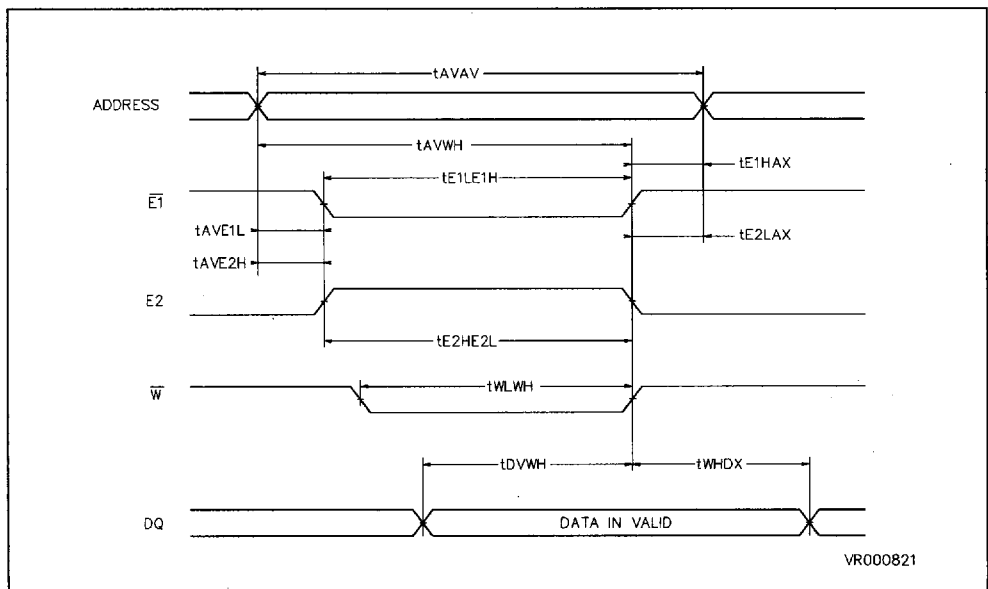 tAVAV
ADDRESS
tAVWH
tE1HAX
tE1LE1H
E1
tAVE1L
tE2LAX
tAVE2H
E2
tE2HE2L
W
tWLWH
tDVWH
tWHDX
DQ
DATA IN VALID
VR000821